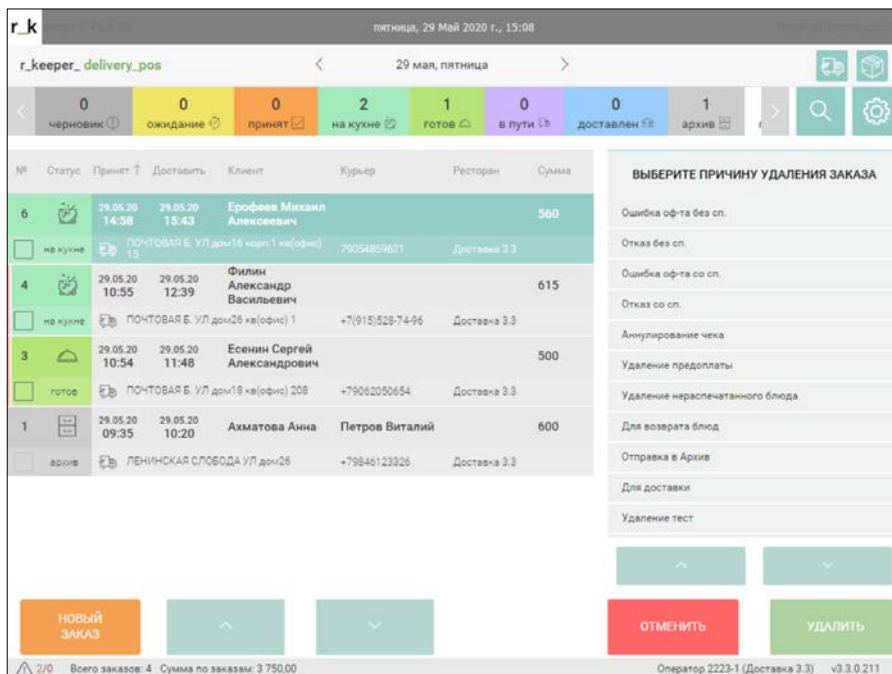 r_k
пятница, 29 Май 2020 г., 15:08
r_keeper_ delivery_pos
< 29 мая, пятница >
0 0 0 2 1 0 0 1
черновик ожидание принят на кухне готов в пути доставлен архив
№ Статус Принят ↑ Доставить Клиент Курьер Ресторан Сумма
6 29.05.20 14:58 29.05.20 15:43 Ерофеев Михаил Алексеевич 560
на кухне ПОЧТОВАЯ Б. УЛ дом16 корп.1 кв(офис) 15 79054859621 Доставка 3.3
4 29.05.20 10:55 29.05.20 12:39 Филин Александр Васильевич 615
на кухне ПОЧТОВАЯ Б. УЛ дом26 кв(офис) 1 +7(915)528-74-96 Доставка 3.3
3 29.05.20 10:54 29.05.20 11:48 Есенин Сергей Александрович 500
готов ПОЧТОВАЯ Б. УЛ дом18 кв(офис) 208 +79062050654 Доставка 3.3
1 29.05.20 09:35 29.05.20 10:20 Ахматова Анна Петров Виталий 600
архив ЛЕНИНСКАЯ СЛОБОДА УЛ дом26 +79846123326 Доставка 3.3
ВЫБЕРИТЕ ПРИЧИНУ УДАЛЕНИЯ ЗАКАЗА
Ошибка оф-та без сп.
Отказ без сп.
Ошибка оф-та со сп.
Отказ со сп.
Аннулирование чека
Удаление предоплаты
Удаление нераспечатанного блюда
Для возврата блюд
Отправка в Архив
Для доставки
Удаление тест
НОВЫЙ
ЗАКАЗ
ОТМЕНИТЬ УДАЛИТЬ
2/0 Всего заказов: 4 Сумма по заказам: 3 750,00 Оператор 2223-1 (Доставка 3.3) v3.3.0.211